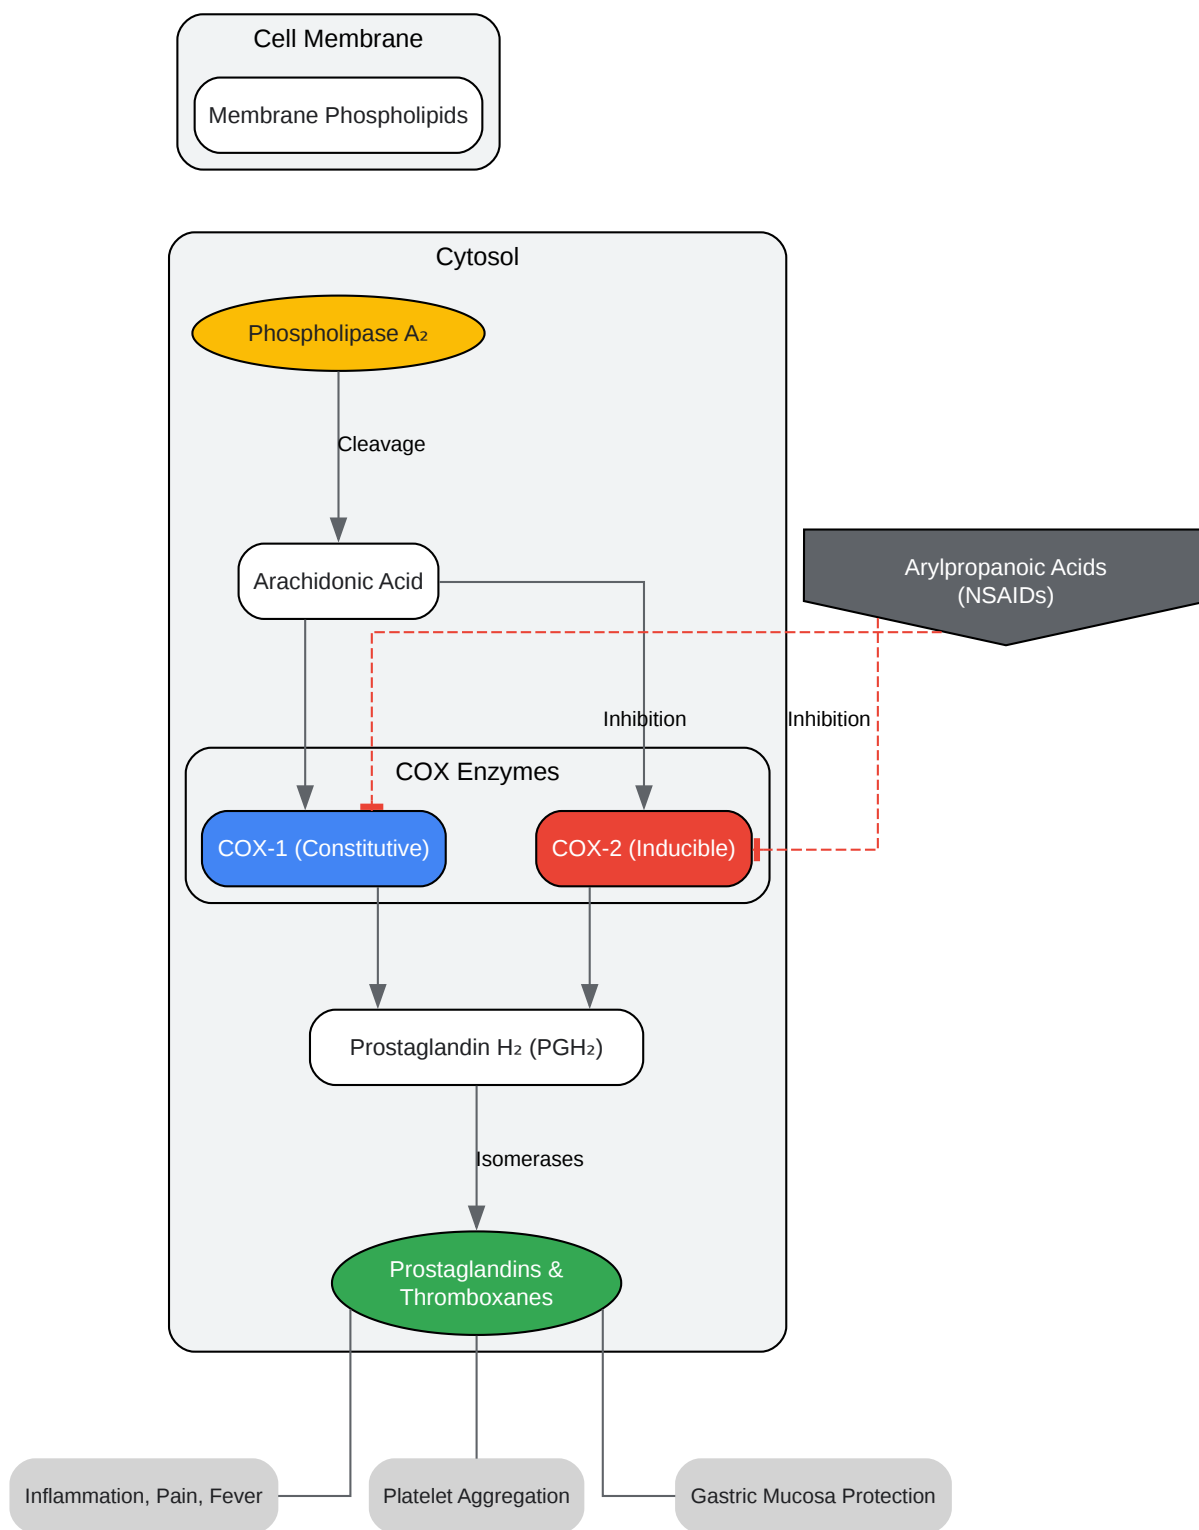 Cell Membrane
Membrane Phospholipids
Cytosol
Phospholipase A₂
Cleavage
Arachidonic Acid
Arylpropanoic Acids
(NSAIDs)
Inhibition
Inhibition
COX Enzymes
COX-1 (Constitutive)
COX-2 (Inducible)
Prostaglandin H₂ (PGH₂)
Isomerases
Prostaglandins &
Thromboxanes
Inflammation, Pain, Fever
Platelet Aggregation
Gastric Mucosa Protection